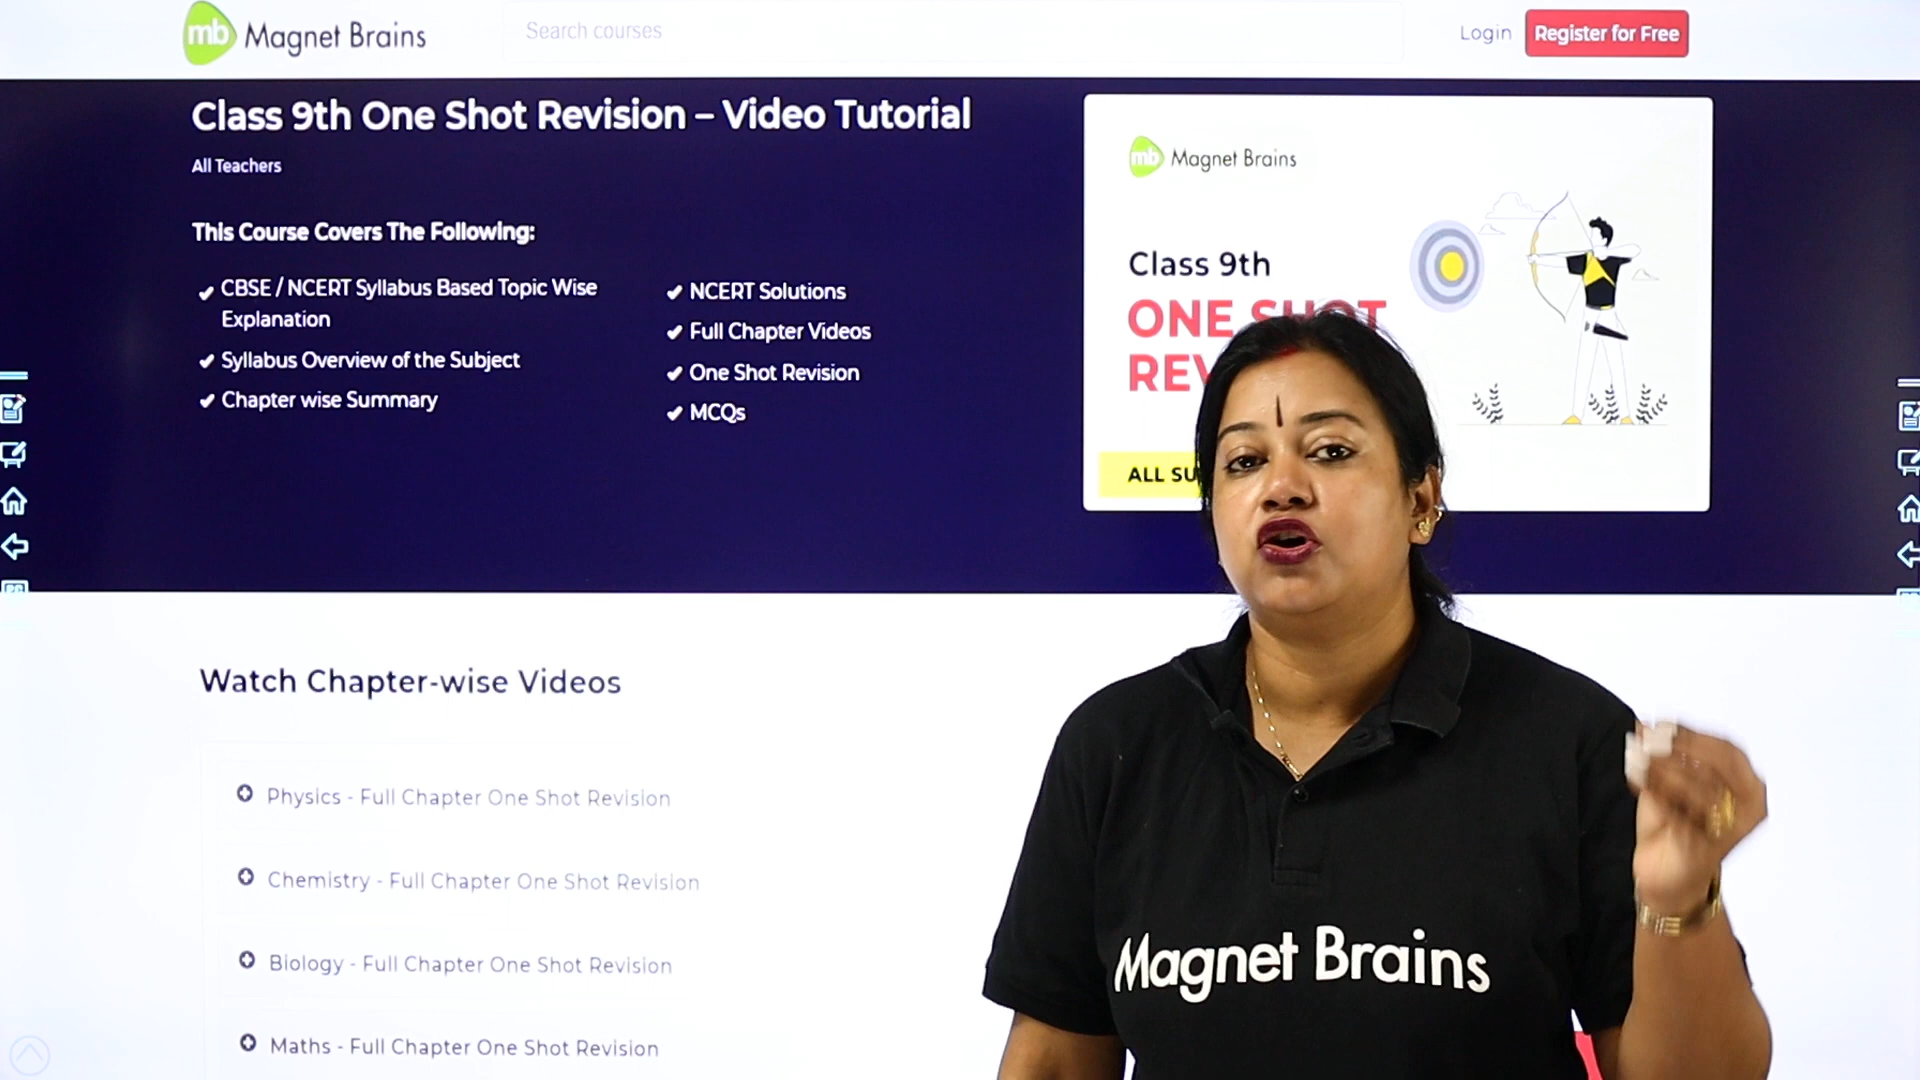 mb Magnet Brains
Search courses
Login
Register for Free
Class 9th One Shot Revision – Video Tutorial
All Teachers
This Course Covers The Following:
CBSE / NCERT Syllabus Based Topic Wise
Explanation
Syllabus Overview of the Subject
Chapter wise Summary
NCERT Solutions
Full Chapter Videos
One Shot Revision
MCQs
mb Magnet Brains
Class 9th
ONE SHOT
ALL
Watch Chapter-wise Videos
Physics - Full Chapter One Shot Revision
Chemistry - Full Chapter One Shot Revision
Biology - Full Chapter One Shot Revision
Maths - Full Chapter One Shot Revision
Magnet Brains